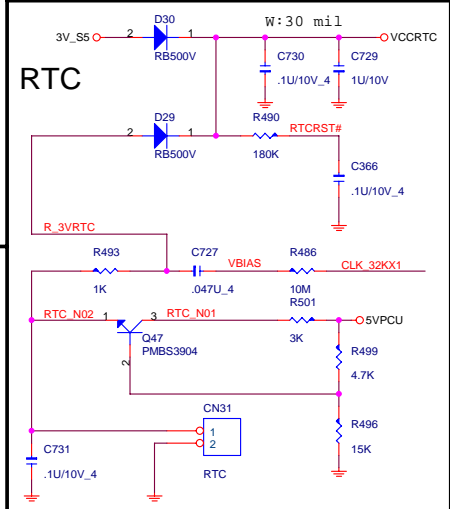 W:30 mil
D30
3V_S5
2
1
VCCRTC
RB500V
C730
C729
RTC
.1U/10V_4
1U/10V
D29
2
1
R490
RTCRST#
RB500V
180K
C366
.1U/10V_4
R_3VRTC
R493
C727
VBIAS
R486
CLK_32KX1
1K
.047U_4
10M
R501
RTC_N02
1
3
RTC_N01
5VPCU
Q47
3K
PMBS3904
R499
2
4.7K
CN31
R496
1
2
C731
15K
.1U/10V_4
RTC